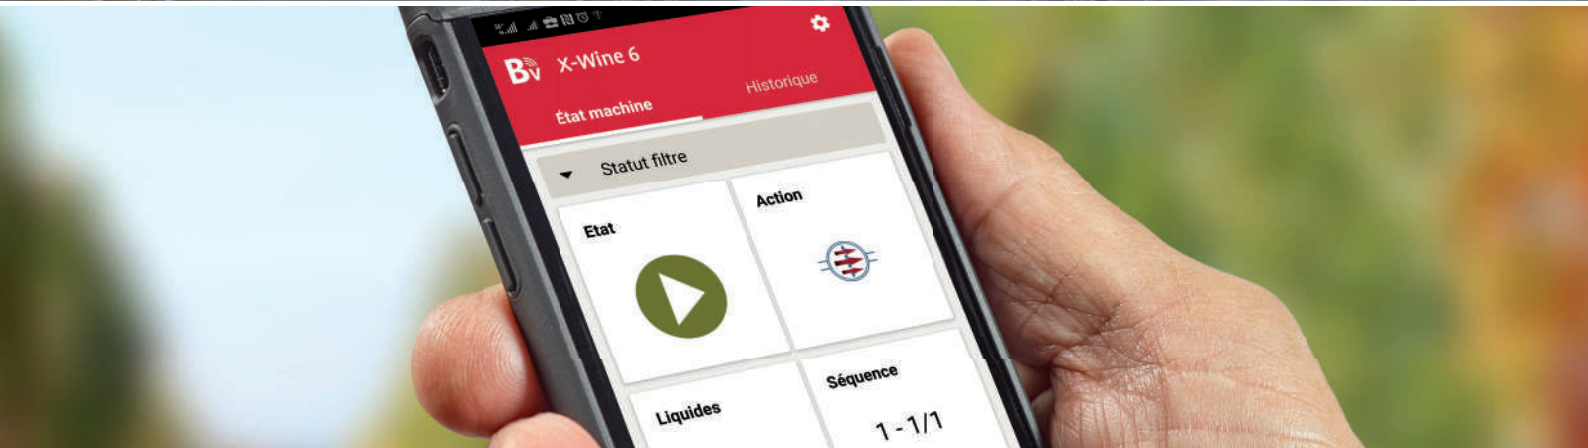 BV X-Wine 6
État machine Historique
Statut filtre
Etat
Action
Liquides
Séquence
1 - 1/1